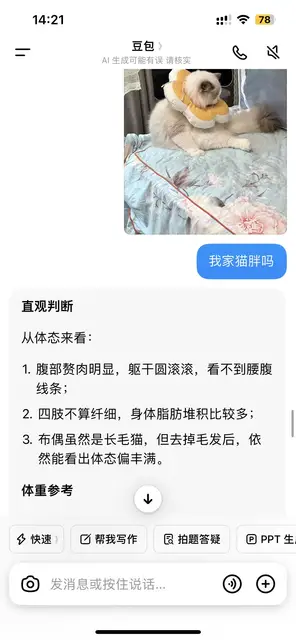 14:21
78
豆包 〉
AI 生成可能有误 请核实
我家猫胖吗
直观判断
从体态来看：
1. 腹部赘肉明显，躯干圆滚滚，看不到腰腹
线条；
2. 四肢不算纤细，身体脂肪堆积比较多；
3. 布偶虽然是长毛猫，但去掉毛发后，依
然能看出体态偏丰满。
体重参考
快速 〉
帮我写作
拍题答疑
PPT 生
发消息或按住说话...